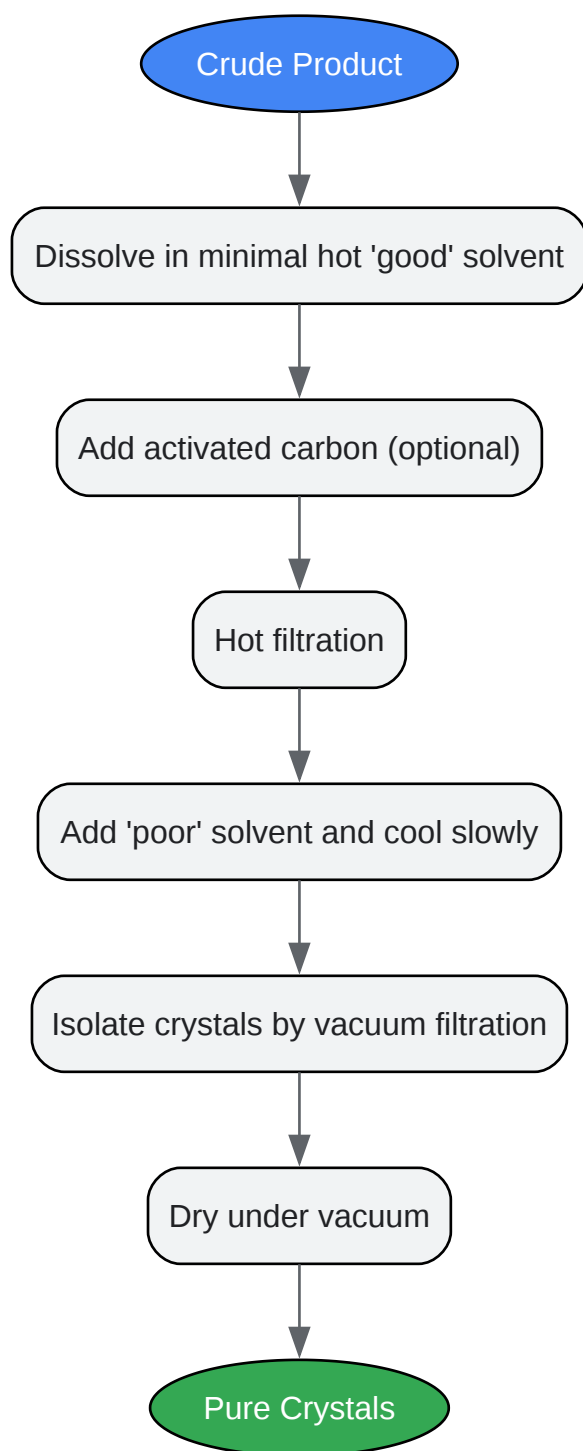 Crude Product
Dissolve in minimal hot 'good' solvent
Add activated carbon (optional)
Hot filtration
Add 'poor' solvent and cool slowly
Isolate crystals by vacuum filtration
Dry under vacuum
Pure Crystals